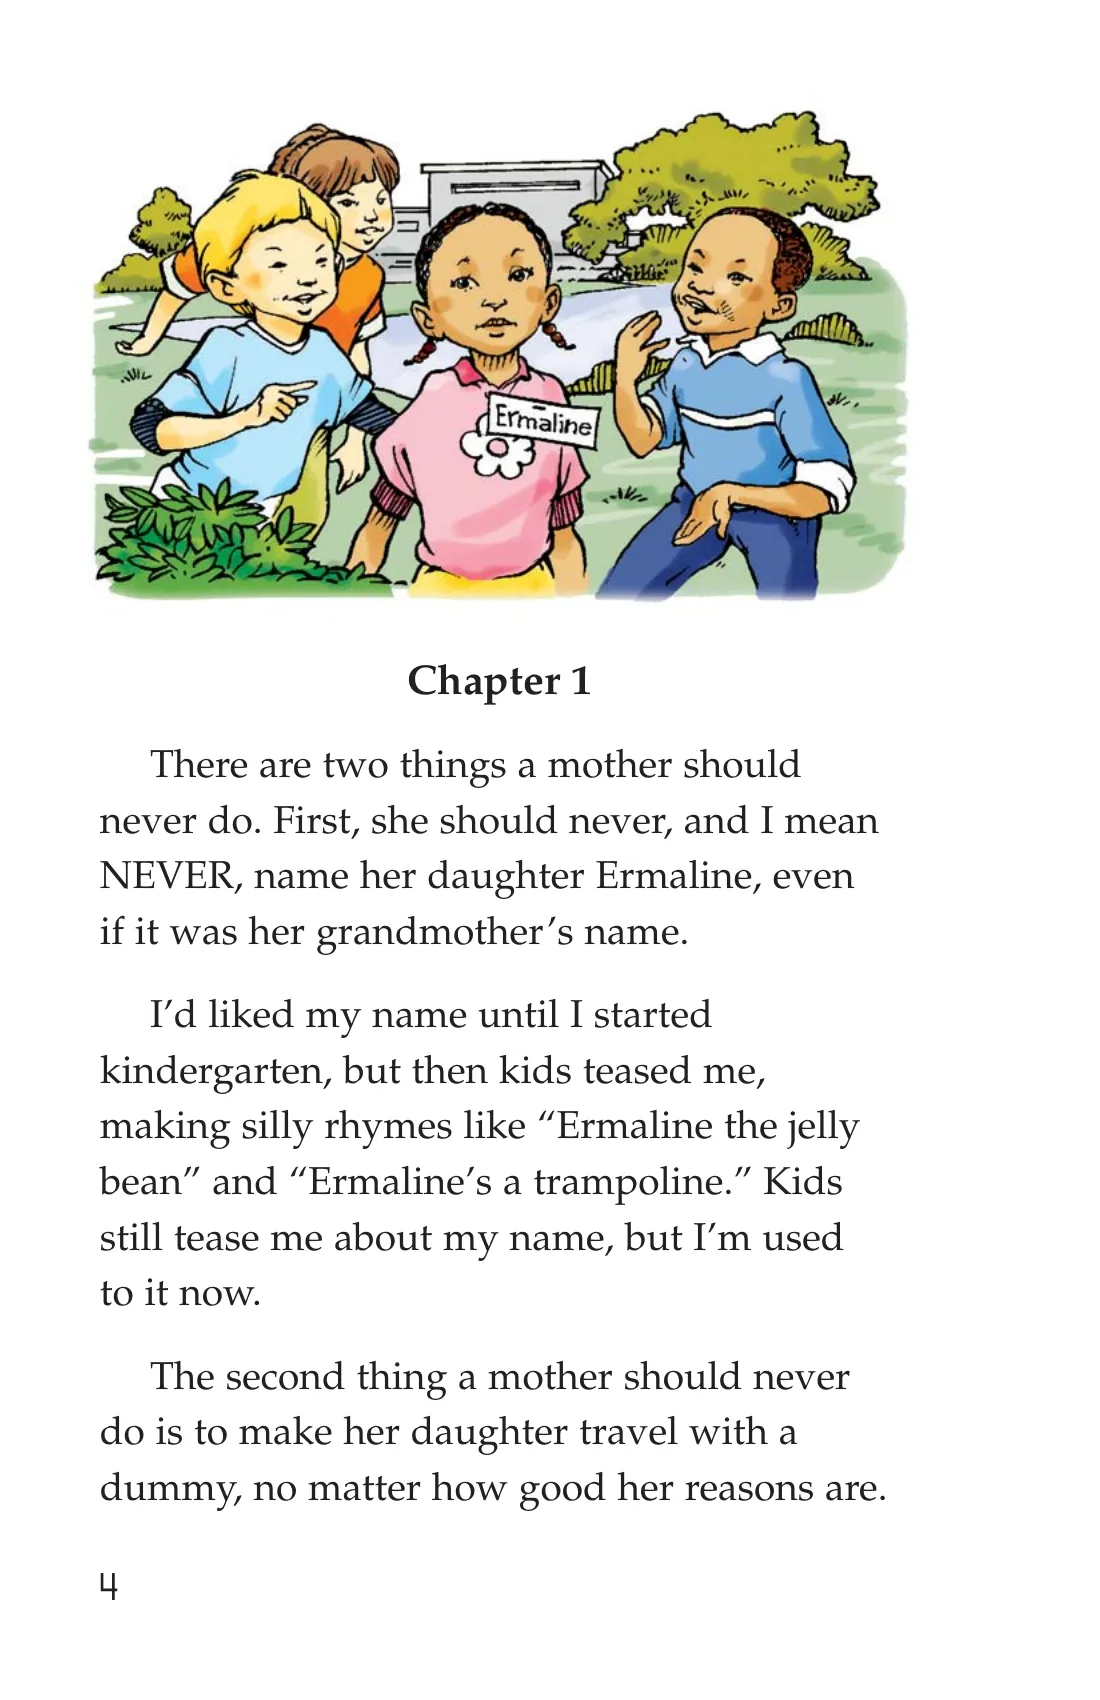 Ermaline
Chapter 1
There are two things a mother should
never do. First, she should never, and I mean
NEVER, name her daughter Ermaline, even
if it was her grandmother’s name.
I’d liked my name until I started
kindergarten, but then kids teased me,
making silly rhymes like “Ermaline the jelly
bean” and “Ermaline’s a trampoline.” Kids
still tease me about my name, but I’m used
to it now.
The second thing a mother should never
do is to make her daughter travel with a
dummy, no matter how good her reasons are.
4